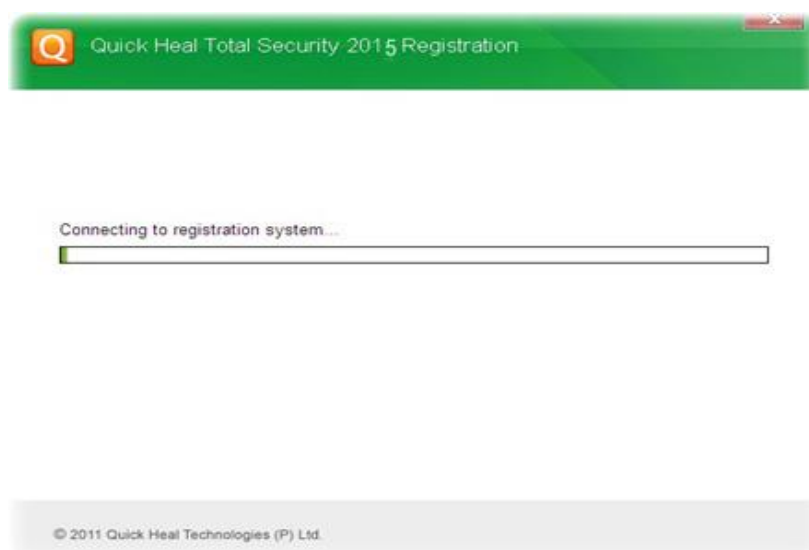 Quick Heal Total Security 2015 Registration
Connecting to registration system...
© 2011 Quick Heal Technologies (P) Ltd.